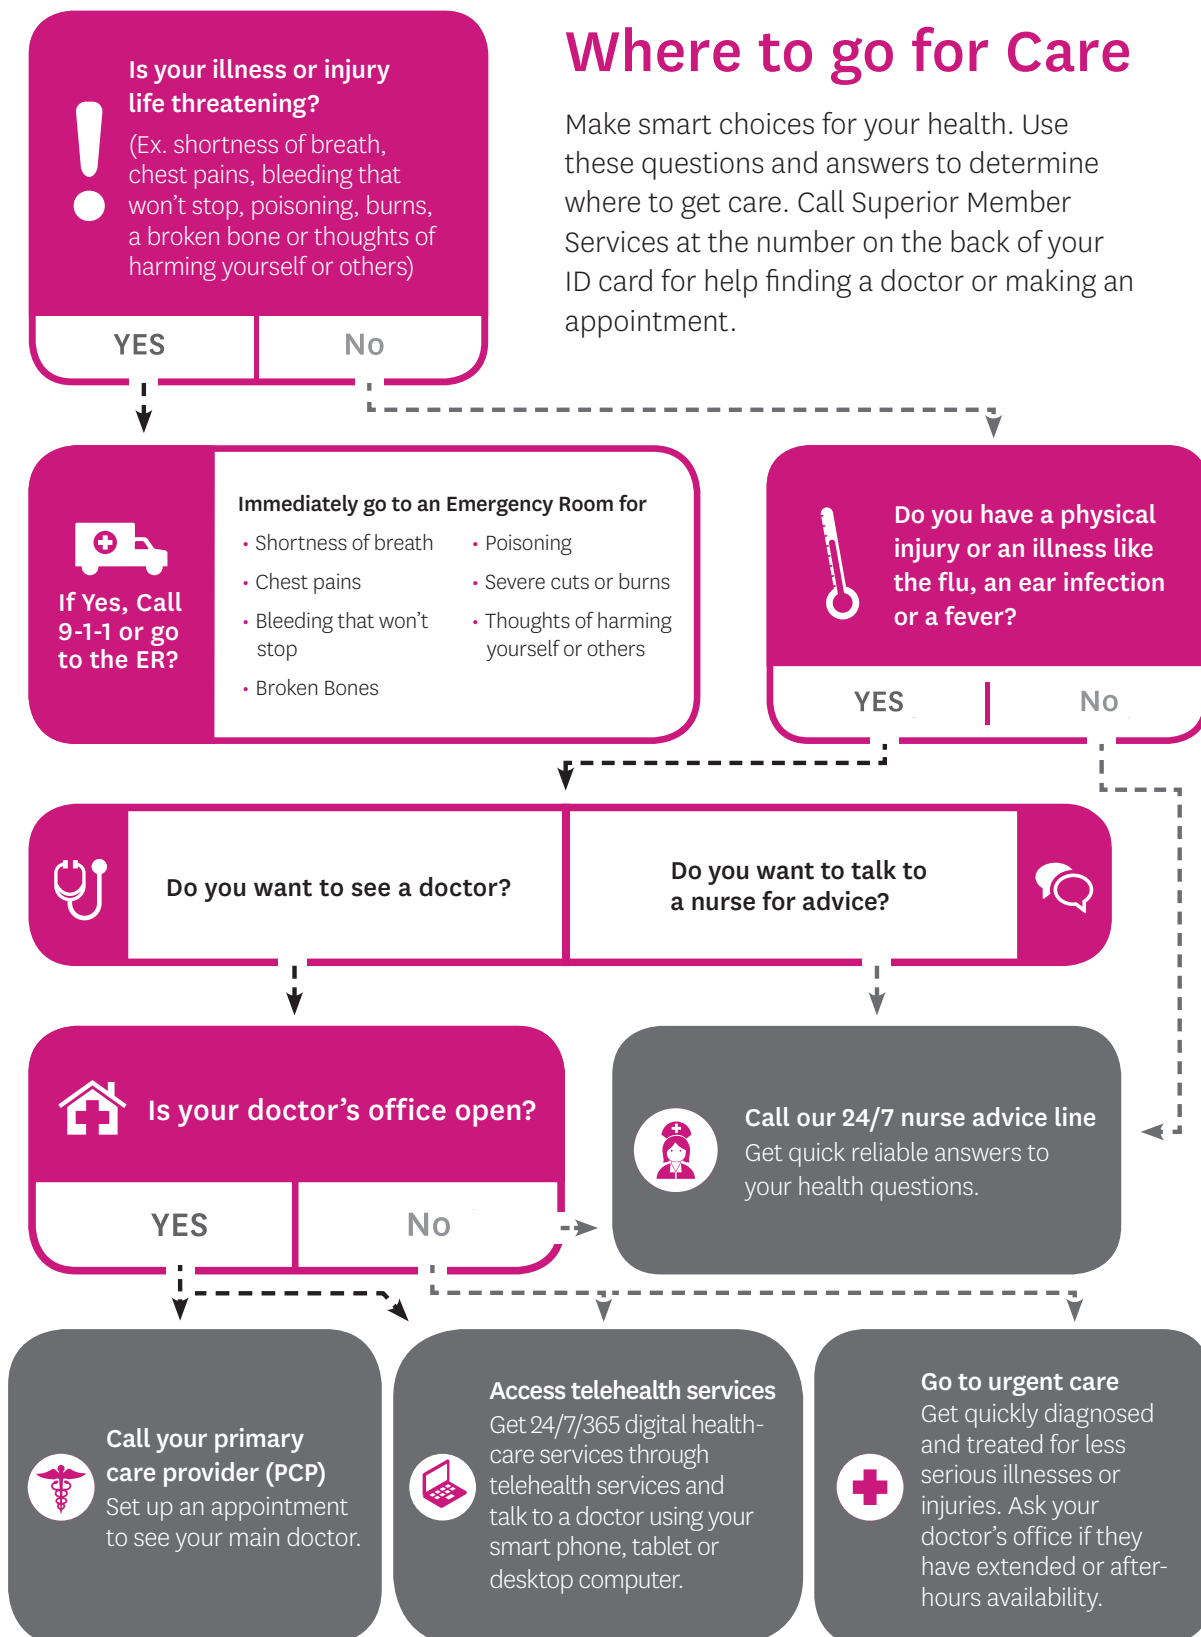 Where to go for Care
Make smart choices for your health. Use
these questions and answers to determine
where to get care. Call Superior Member
Services at the number on the back of your
ID card for help finding a doctor or making an
appointment.
Is your illness or injury
life threatening?
(Ex. shortness of breath,
chest pains, bleeding that
won't stop, poisoning, burns,
a broken bone or thoughts of
harming yourself or others)
YES
No
If Yes, Call
9-1-1 or go
to the ER?
Immediately go to an Emergency Room for
• Shortness of breath
• Chest pains
• Bleeding that won't
stop
• Broken Bones
• Poisoning
• Severe cuts or burns
• Thoughts of harming
yourself or others
Do you have a physical
injury or an illness like
the flu, an ear infection
or a fever?
YES
No
Do you want to see a doctor?
Do you want to talk to
a nurse for advice?
Is your doctor's office open?
YES
No
Call our 24/7 nurse advice line
Get quick reliable answers to
your health questions.
Call your primary
care provider (PCP)
Set up an appointment
to see your main doctor.
Access telehealth services
Get 24/7/365 digital health-
care services through
telehealth services and
talk to a doctor using your
smart phone, tablet or
desktop computer.
Go to urgent care
Get quickly diagnosed
and treated for less
serious illnesses or
injuries. Ask your
doctor's office if they
have extended or after-
hours availability.